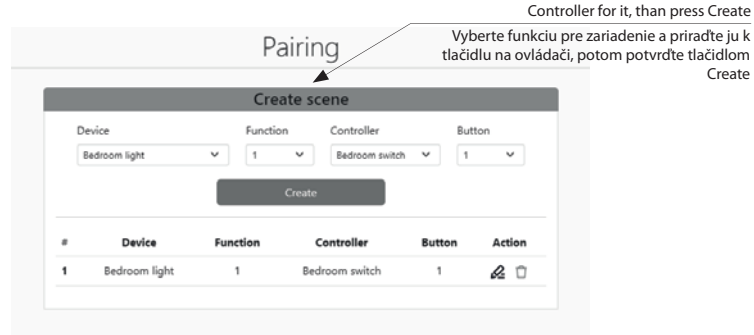 Controller for it, than press Create
Vyberte funkciu pre zariadenie a priraďte ju k
tlačidlu na ovládači, potom potvrďte tlačidlom
Create
Pairing
Create scene
Device Function Controller Button
Bedroom light 1 Bedroom switch 1
Create
# Device Function Controller Button Action
1 Bedroom light 1 Bedroom switch 1